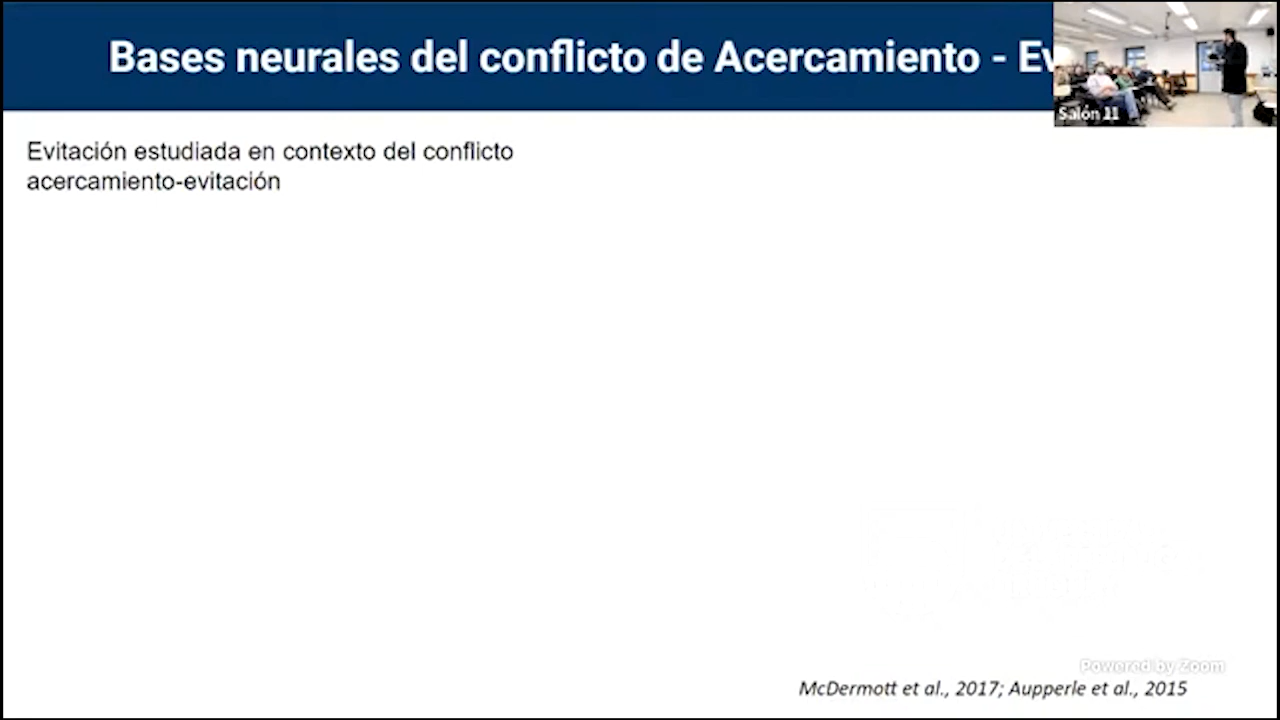 Bases neurales del conflicto de Acercamiento - Ev
Salón 11
Evitación estudiada en contexto del conflicto
acercamiento-evitación
Powered by Zoom
McDermott et al., 2017; Aupperle et al., 2015